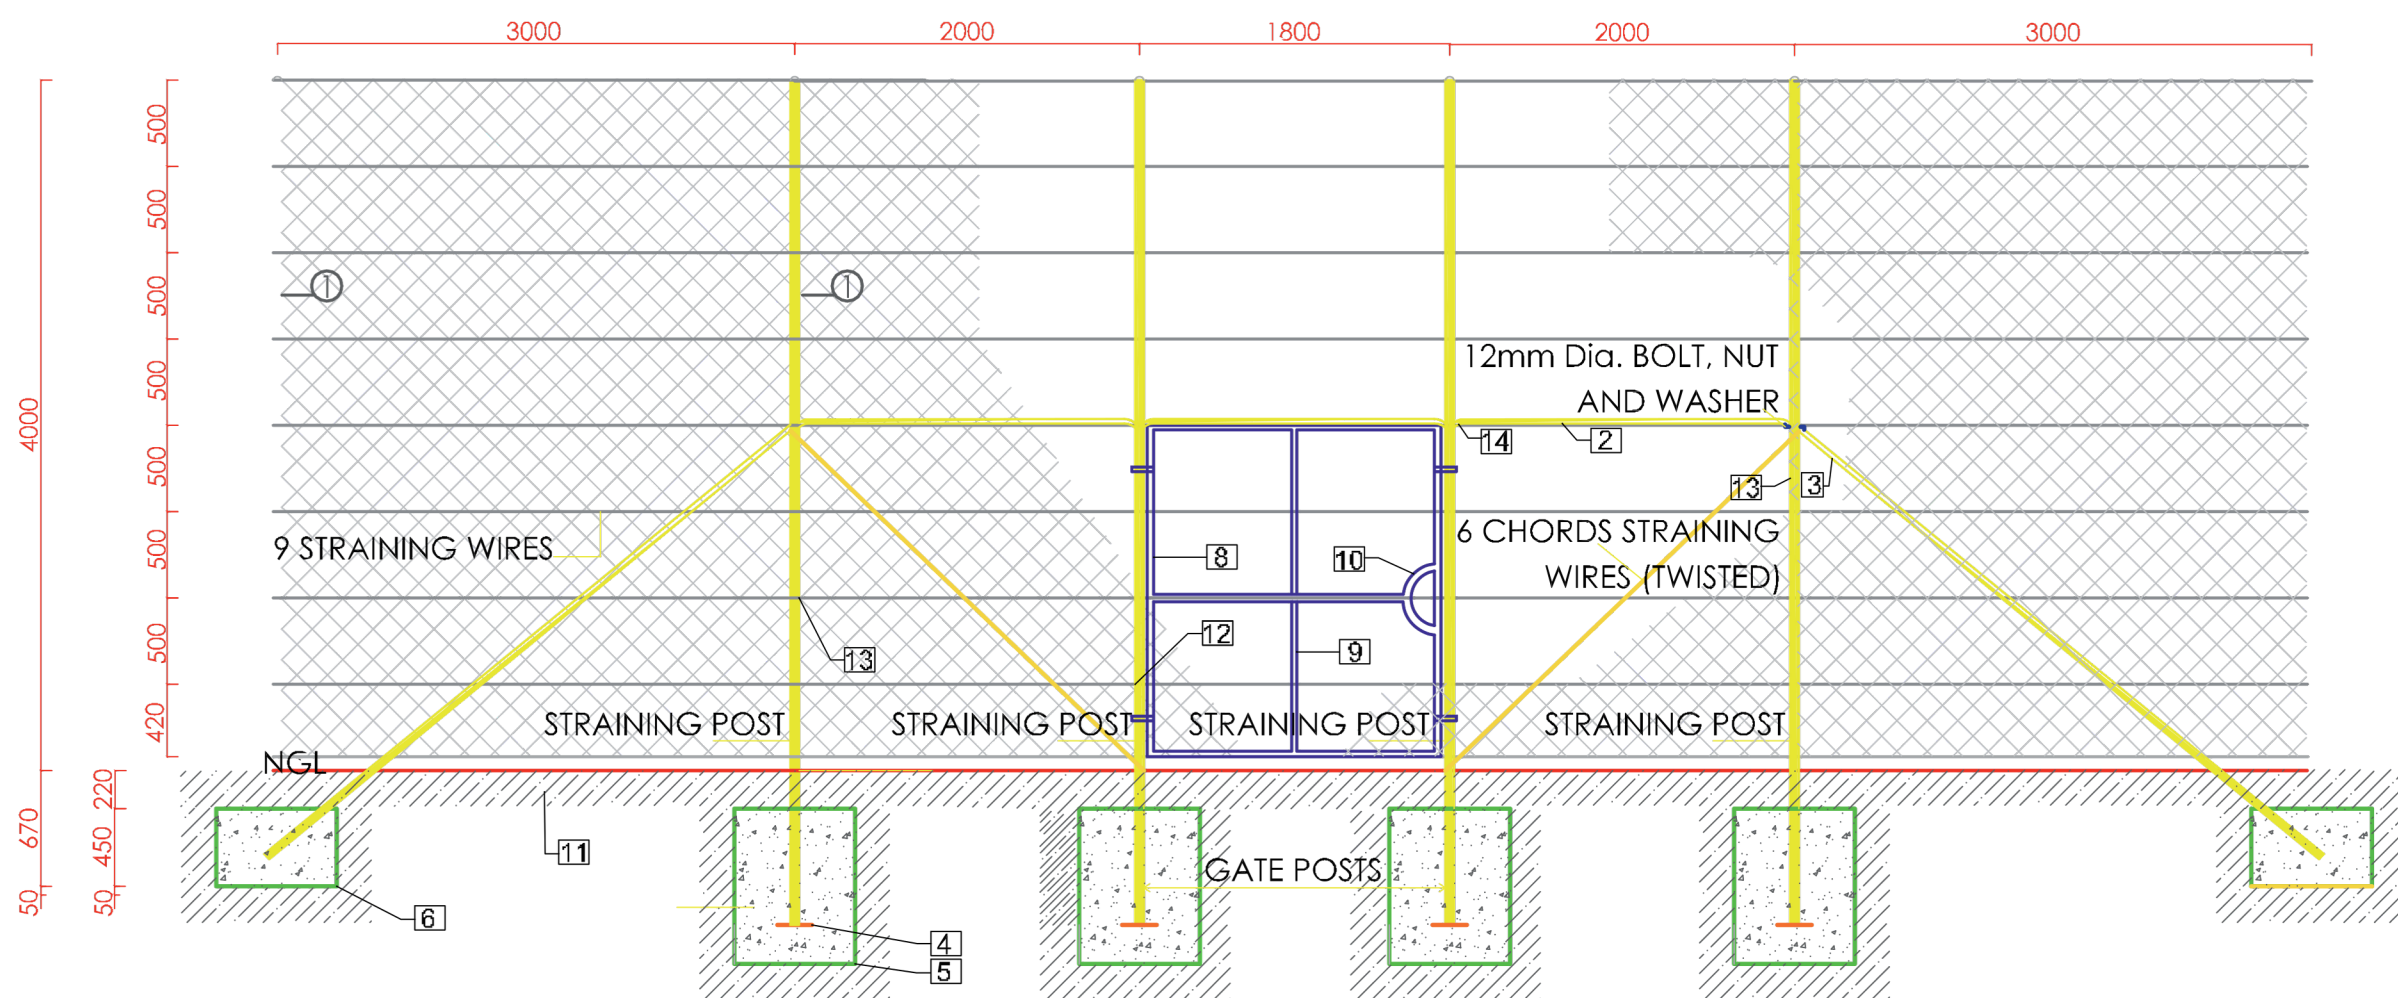 3000 2000 1800 2000 3000
500
500
500
500
500
500
500
420
4000
670
50
220
450
50
1 1
12mm Dia. BOLT, NUT
AND WASHER
14 2
13 3
9 STRAINING WIRES
6 CHORDS STRAINING
WIRES (TWISTED)
8 10
12 9
13
STRAINING POST STRAINING POST STRAINING POST STRAINING POST
NGL
11
GATE POSTS
6
4
5